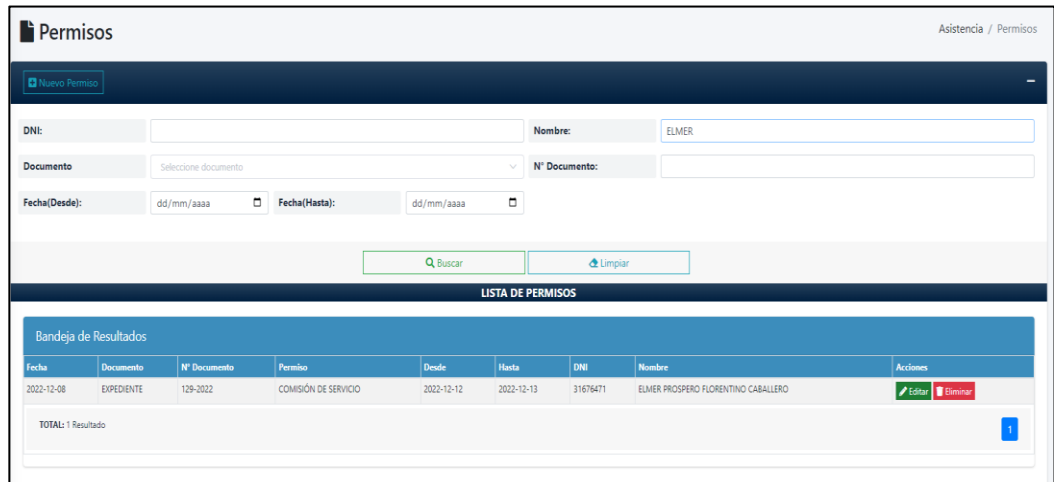 Permisos
Asistencia / Permisos
Nuevo Permiso
DNI: Nombre: ELMER
Documento Seleccione documento N° Documento:
Fecha(Desde): dd/mm/aaaa Fecha(Hasta): dd/mm/aaaa
Buscar Limpiar
LISTA DE PERMISOS
Bandeja de Resultados
Fecha Documento N° Documento Permiso Desde Hasta DNI Nombre Acciones
2022-12-08 EXPEDIENTE 129-2022 COMISIÓN DE SERVICIO 2022-12-12 2022-12-13 31676471 ELMER PROSPERO FLORENTINO CABALLERO Editar Eliminar
TOTAL: 1 Resultado 1